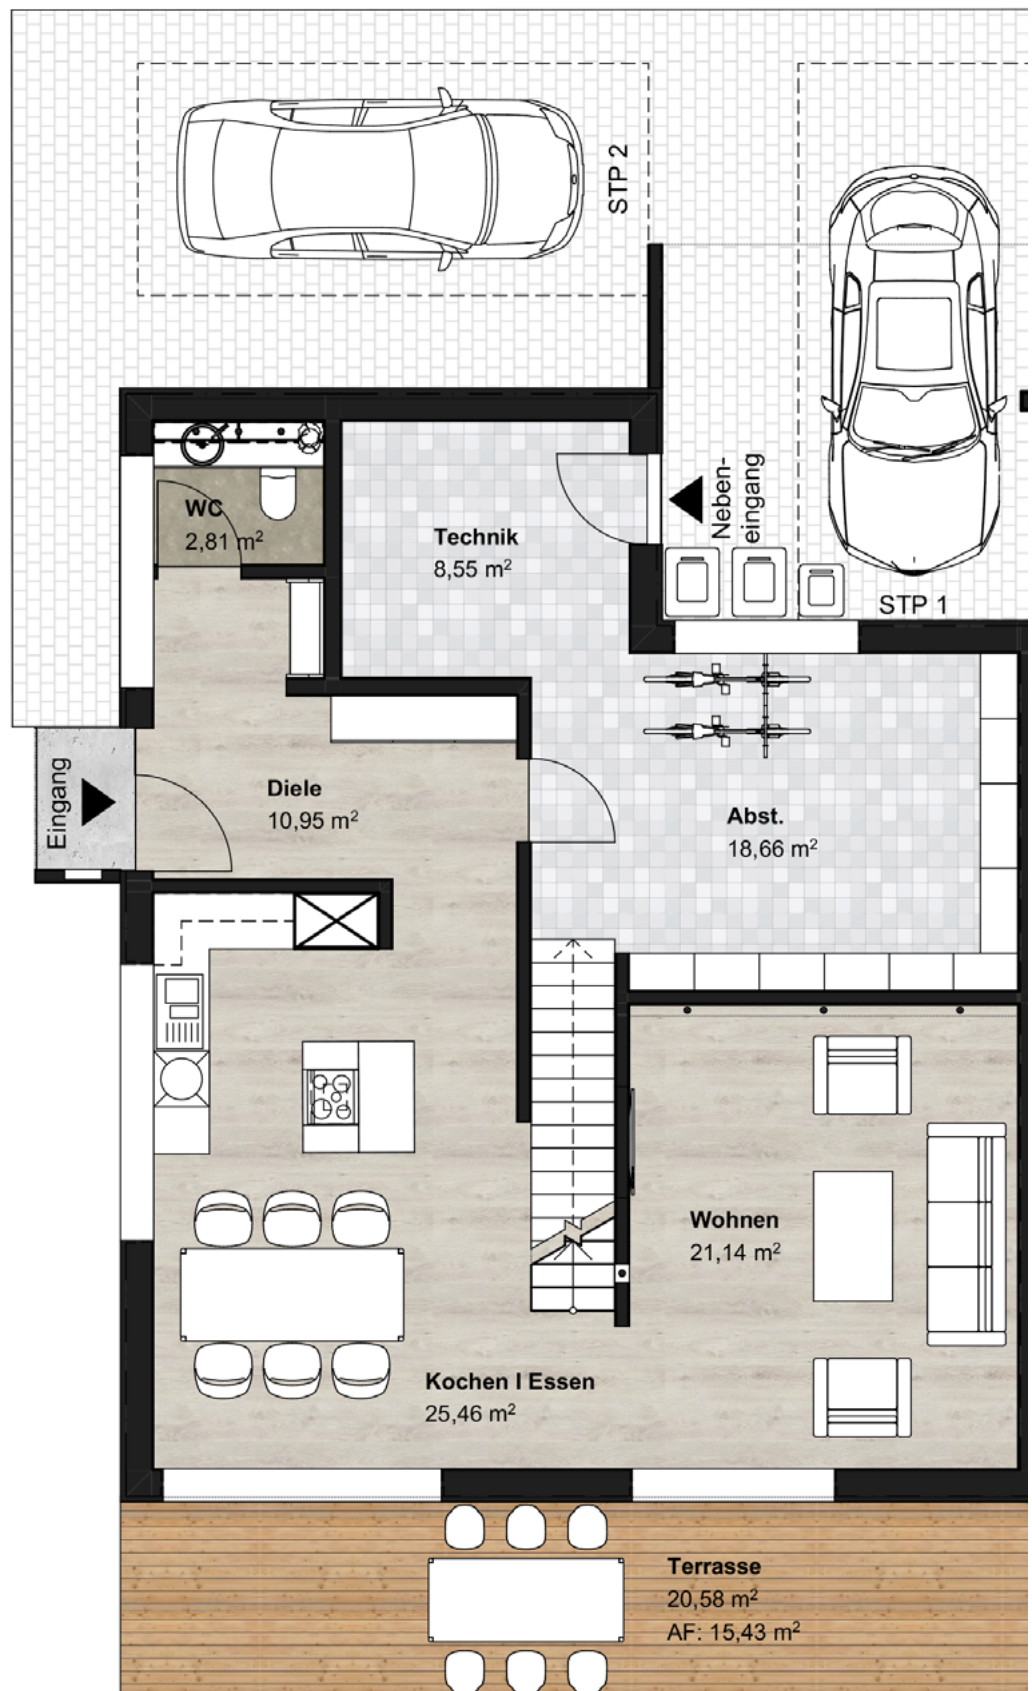 STP 2
WC
2,81 m²
Technik
8,55 m²
Neben-
eingang
STP 1
Eingang
Diele
10,95 m²
Abst.
18,66 m²
Wohnen
21,14 m²
Kochen I Essen
25,46 m²
Terrasse
20,58 m²
AF: 15,43 m²